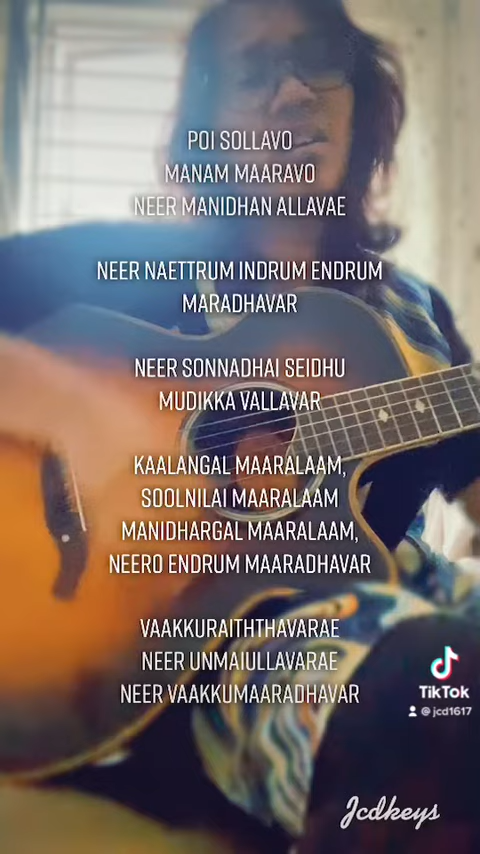 POI SOLLAVO
MANAM MAARAVO
NEER MANIDHAN ALLAVAE
NEER NAETTRUM INDRUM ENDRUM
MARADHAVAR
NEER SONNADHAI SEIDHU
MUDIKKA VALLAVAR
KAALANGAL MAARALAAM,
SOOLNILAI MAARALAAM
MANIDHARGAL MAARALAAM,
NEERO ENDRUM MAARADHAVAR
VAAKKURAITHTHAVARAE
NEER UNMAIULLAVARAE
NEER VAAKKUMAARADHAVAR
TikTok
@ jcd1617
Jcdkeys